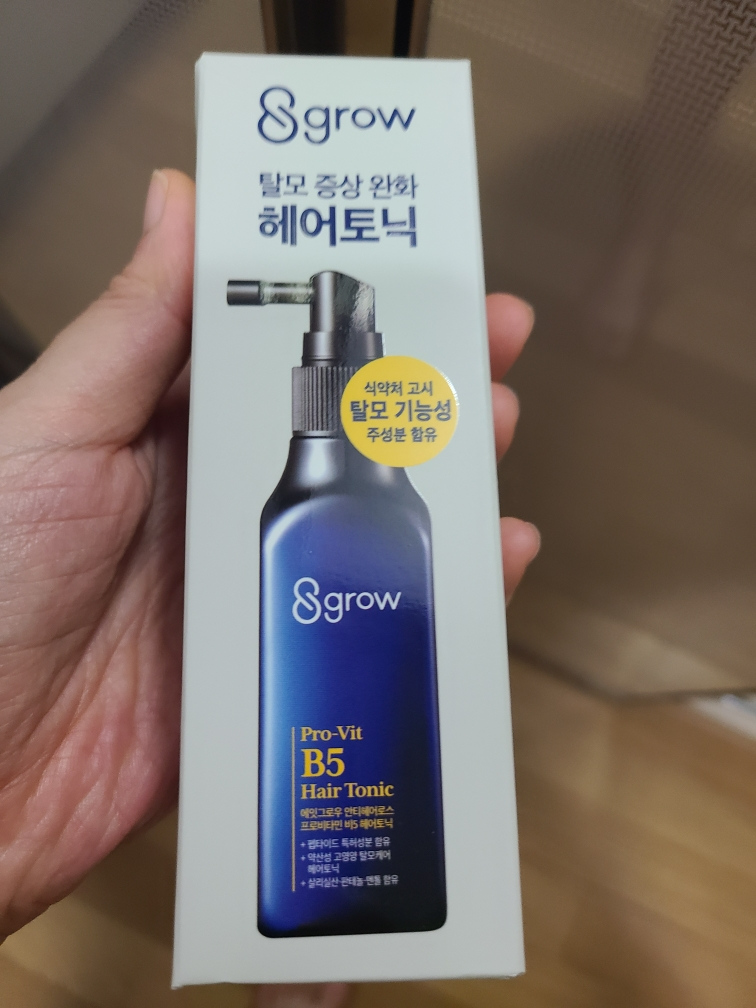 8grow
탈모 증상 완화
헤어토닉
식약처 고시
탈모 기능성
주성분 함유
8grow
Pro-Vit
B5
Hair Tonic
에잇그로우 안티헤어로스
프로비타민 비5 헤어토닉
+ 펩타이드 특허성분 함유
+ 약산성 고영양 탈모케어
헤어토닉
+ 살리실산·판테놀·멘톨 함유